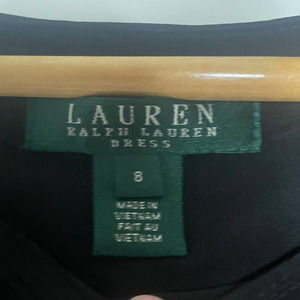 LAUREN
RALPH LAUREN
DRESS
8
MADE IN
VIETNAM
FAIT AU
VIETNAM